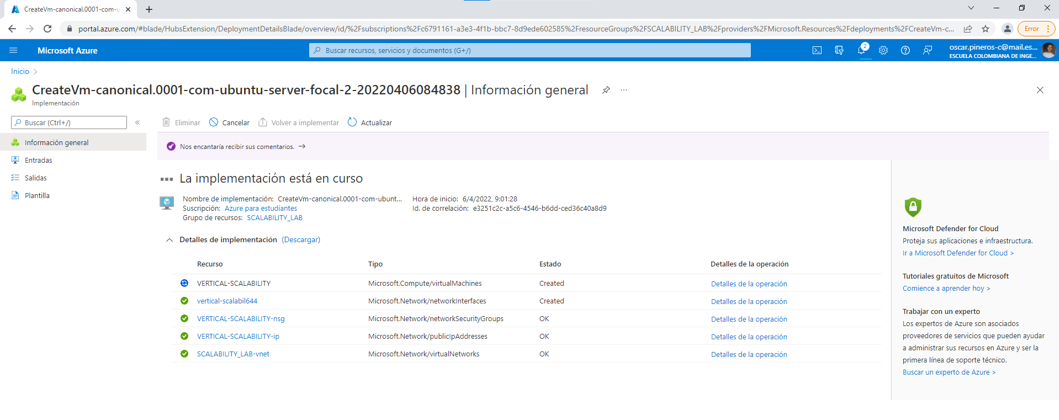 CreateVm-canonical.0001-com-ub
portal.azure.com/#blade/HubsExtension/DeploymentDetailsBlade/overview/id/%2Fsubscriptions%2Fc6791161-a3e3-4f1b-bbc7-8d9ede602585%2FresourceGroups%2FSCALABILITY_LAB%2Fproviders%2FMicrosoft.Resources%2Fdeployments%2FCreateVm-c...
Error
Microsoft Azure
Buscar recursos, servicios y documentos (G+/)
2
oscar.pineros-c@mail.es...
ESCUELA COLOMBIANA DE INGE...
Inicio >
CreateVm-canonical.0001-com-ubuntu-server-focal-2-20220406084838 | Información general
Implementación
Buscar (Ctrl+/)
Eliminar
Cancelar
Volver a implementar
Actualizar
Información general
Entradas
Salidas
Plantilla
Nos encantaría recibir sus comentarios. →
La implementación está en curso
Nombre de implementación: CreateVm-canonical.0001-com-ubunt...
Suscripción: Azure para estudiantes
Grupo de recursos: SCALABILITY_LAB
Hora de inicio: 6/4/2022, 9:01:28
Id. de correlación: e3251c2c-a5c6-4546-b6dd-ced36c40a8d9
Detalles de implementación (Descargar)
Recurso Tipo Estado Detalles de la operación
VERTICAL-SCALABILITY Microsoft.Compute/virtualMachines Created Detalles de la operación
vertical-scalabil644 Microsoft.Network/networkInterfaces Created Detalles de la operación
VERTICAL-SCALABILITY-nsg Microsoft.Network/networkSecurityGroups OK Detalles de la operación
VERTICAL-SCALABILITY-ip Microsoft.Network/publicIpAddresses OK Detalles de la operación
SCALABILITY_LAB-vnet Microsoft.Network/virtualNetworks OK Detalles de la operación
Microsoft Defender for Cloud
Proteja sus aplicaciones e infraestructura.
Ir a Microsoft Defender for Cloud >
Tutoriales gratuitos de Microsoft
Comience a aprender hoy >
Trabajar con un experto
Los expertos de Azure son asociados
proveedores de servicio que pueden ayudar
a administrar sus recursos en Azure y ser la
primera línea de soporte técnico.
Buscar un experto de Azure >